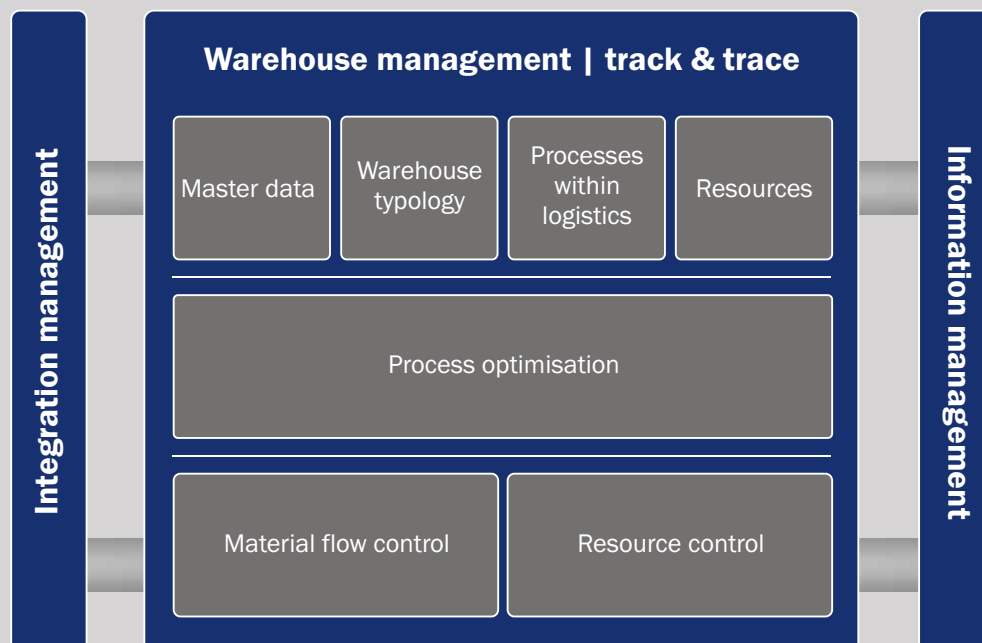 Integration management
Warehouse management | track & trace
Master data
Warehouse
typology
Processes
within
logistics
Resources
Process optimisation
Material flow control
Resource control
Information management